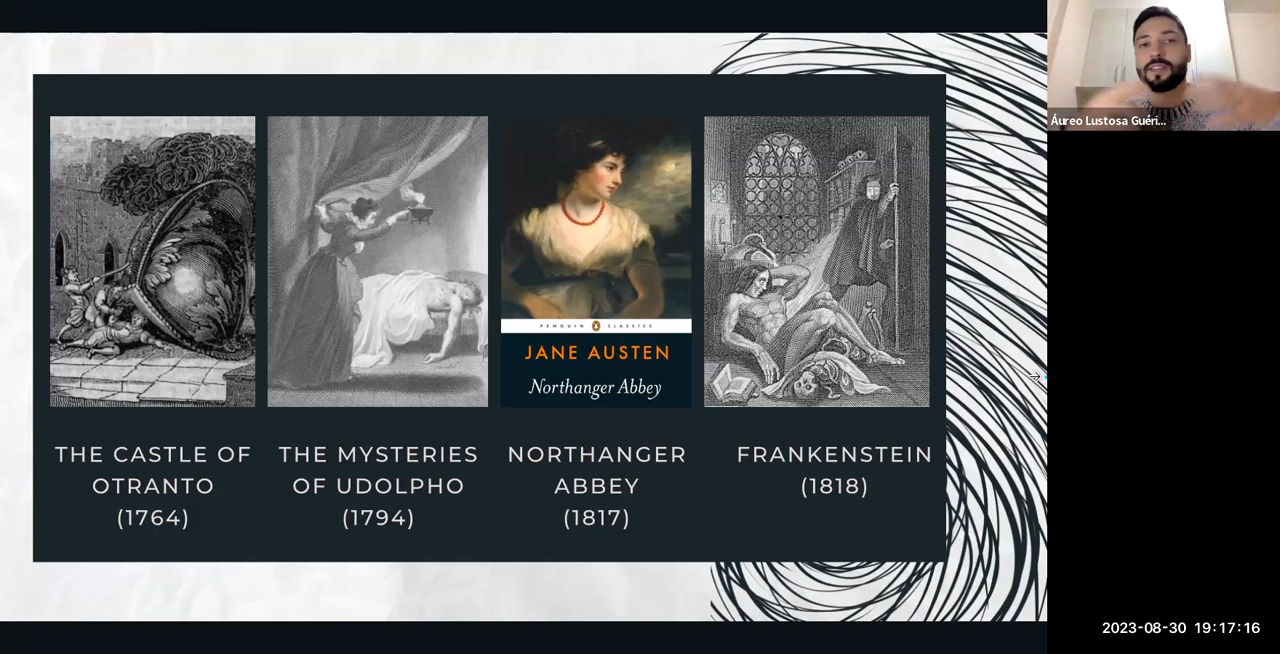 Áureo Lustosa Guéri...
PENGUIN CLASSICS
JANE AUSTEN
Northanger Abbey
THE CASTLE OF
OTRANTO
(1764)
THE MYSTERIES
OF UDOLPHO
(1794)
NORTHANGER
ABBEY
(1817)
FRANKENSTEIN
(1818)
2023-08-30 19:17:16